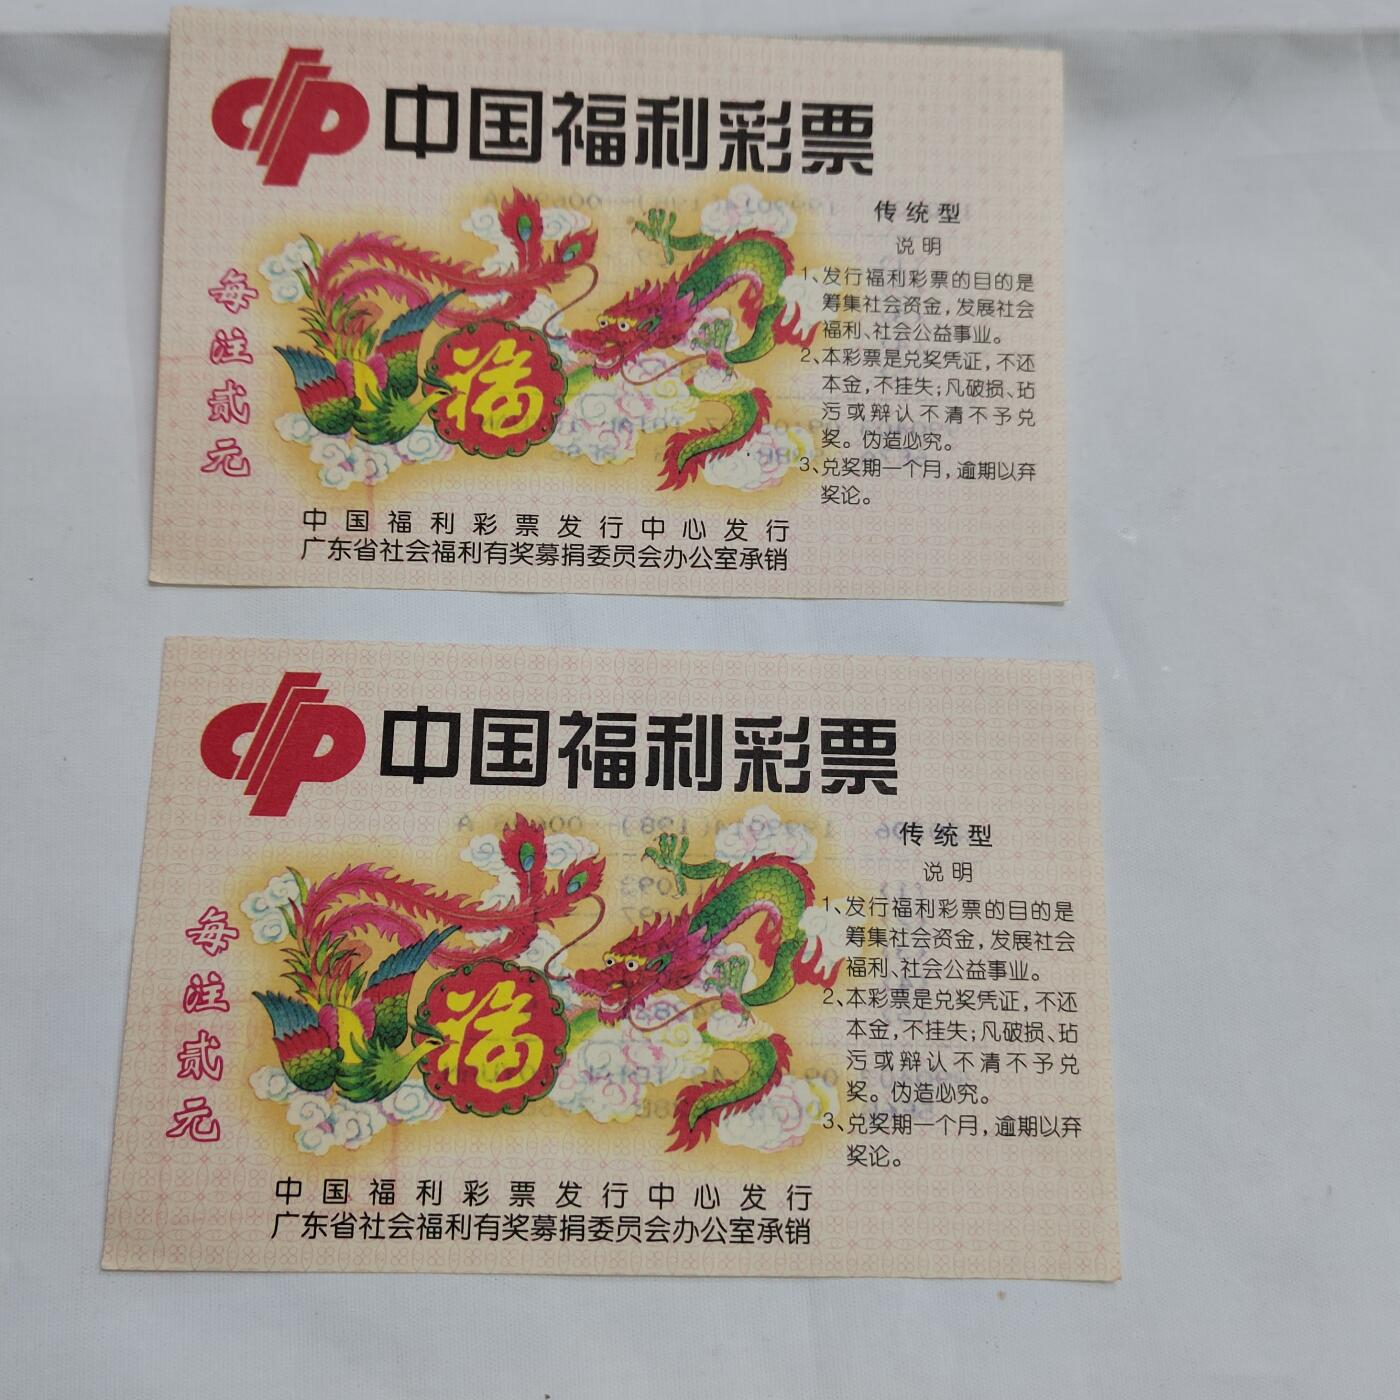 中国福利彩票
传统型
说明
1、发行福利彩票的目的是
筹集社会资金，发展社会
福利、社会公益事业。
2、本彩票是兑奖凭证，不还
本金，不挂失；凡破损、玷
污或辩认不清不予兑
奖。伪造必究。
3、兑奖期一个月，逾期以弃
奖论。
每注贰元
福
中国福利彩票发行中心发行
广东省社会福利有奖募捐委员会办公室承销
中国福利彩票
传统型
说明
1、发行福利彩票的目的是
筹集社会资金，发展社会
福利、社会公益事业。
2、本彩票是兑奖凭证，不还
本金，不挂失；凡破损、玷
污或辩认不清不予兑
奖。伪造必究。
3、兑奖期一个月，逾期以弃
奖论。
每注贰元
福
中国福利彩票发行中心发行
广东省社会福利有奖募捐委员会办公室承销